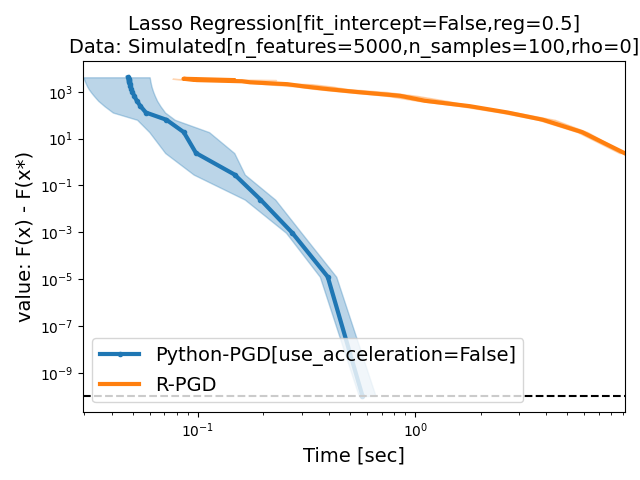 Lasso Regression[fit_intercept=False,reg=0.5]
Data: Simulated[n_features=5000,n_samples=100,rho=0]
value: F(x) - F(x*)
10³
10¹
10⁻¹
10⁻³
10⁻⁵
10⁻⁷
10⁻⁹
Python-PGD[use_acceleration=False]
R-PGD
10⁻¹
10⁰
Time [sec]